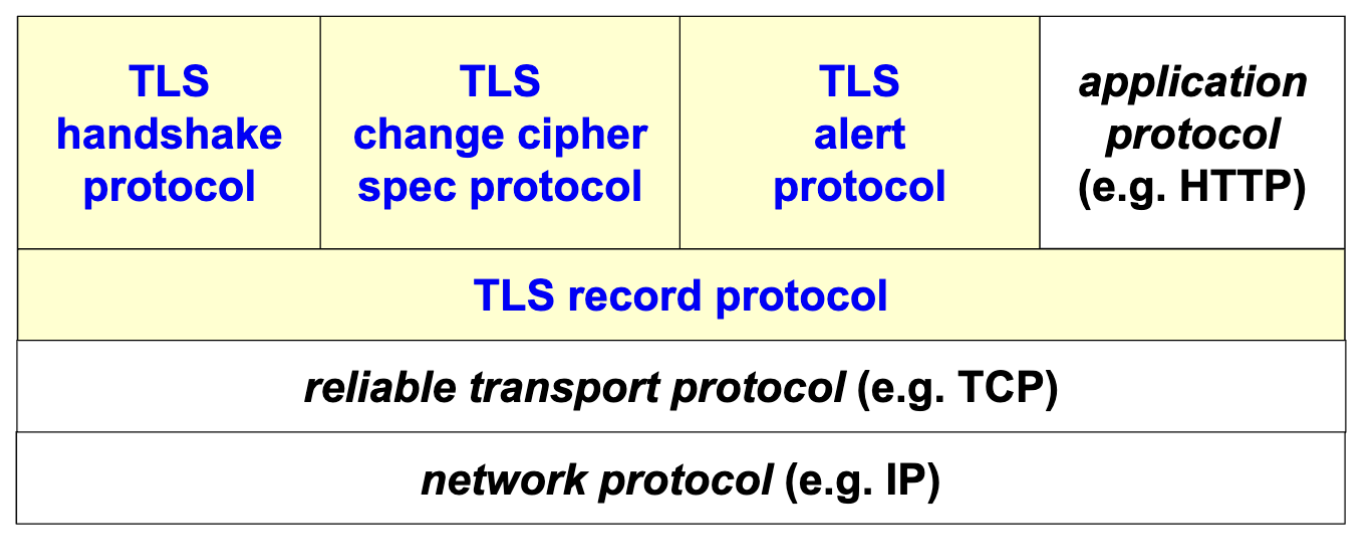 TLS
handshake
protocol
TLS
change cipher
spec protocol
TLS
alert
protocol
application
protocol
(e.g. HTTP)
TLS record protocol
reliable transport protocol (e.g. TCP)
network protocol (e.g. IP)